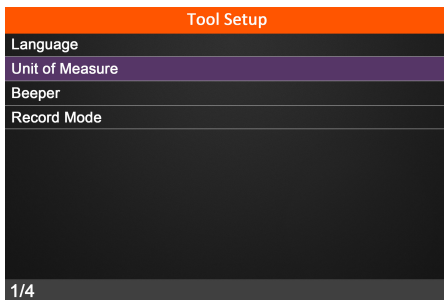 Tool Setup
Language
Unit of Measure
Beeper
Record Mode
1/4